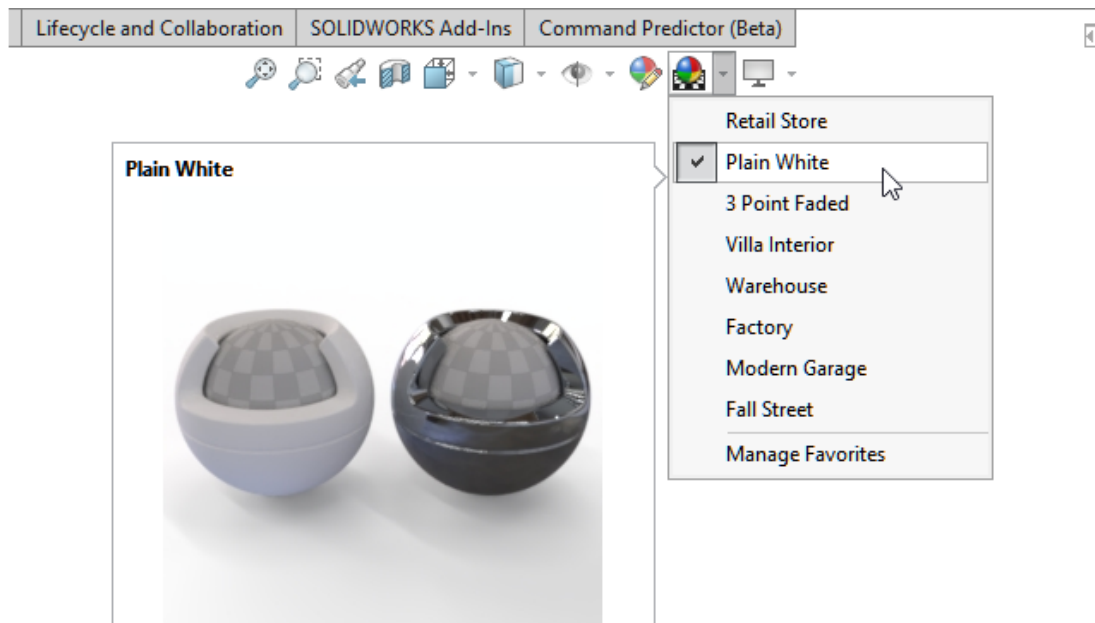 Lifecycle and Collaboration SOLIDWORKS Add-Ins Command Predictor (Beta)
Retail Store
Plain White
Plain White
3 Point Faded
Villa Interior
Warehouse
Factory
Modern Garage
Fall Street
Manage Favorites